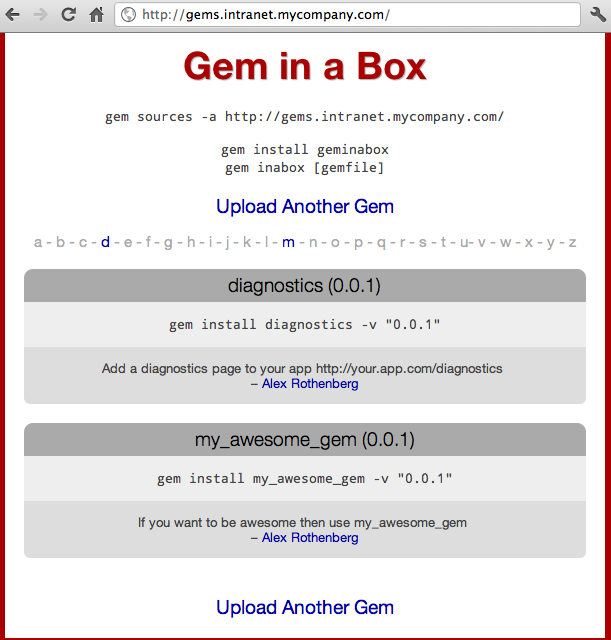 http://gems.intranet.mycompany.com/
Gem in a Box
gem sources -a http://gems.intranet.mycompany.com/
gem install geminabox
gem inabox [gemfile]
Upload Another Gem
a - b - c - d - e - f - g - h - i - j - k - l - m - n - o - p - q - r - s - t - u - v - w - x - y - z
diagnostics (0.0.1)
gem install diagnostics -v "0.0.1"
Add a diagnostics page to your app http://your.app.com/diagnostics
– Alex Rothenberg
my_awesome_gem (0.0.1)
gem install my_awesome_gem -v "0.0.1"
If you want to be awesome then use my_awesome_gem
– Alex Rothenberg
Upload Another Gem